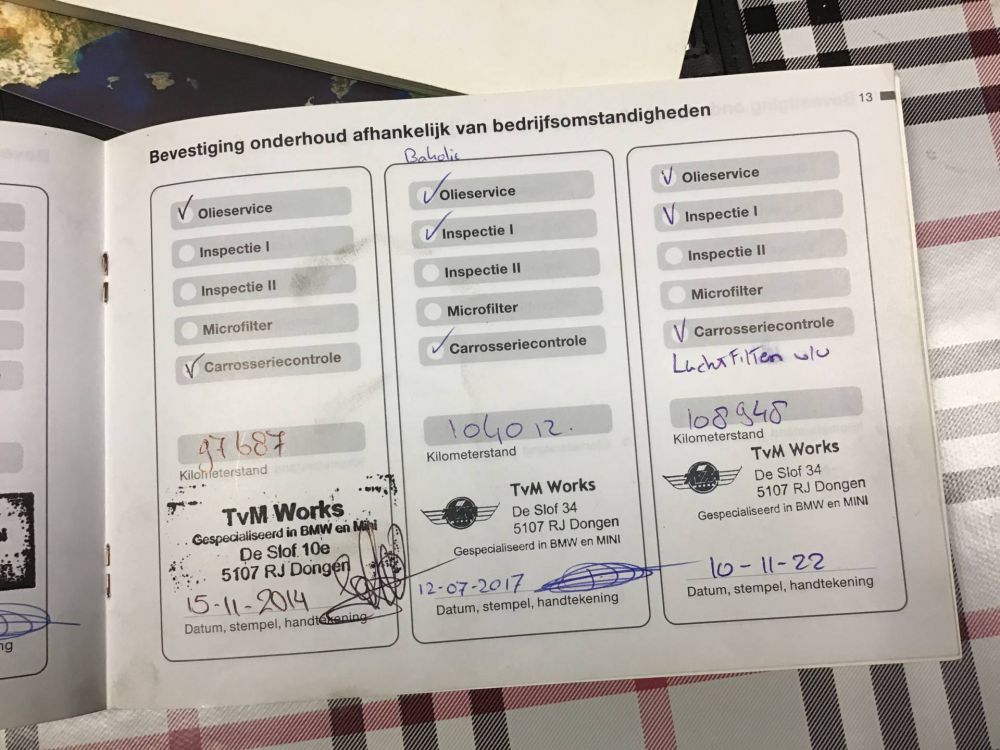 13
Bevestiging onderhoud afhankelijk van bedrijfsomstandigheden
Olieservice
Inspectie I
Inspectie II
Microfilter
Carrosseriecontrole
97687
Kilometerstand
TvM Works
Gespecialiseerd in BMW en Mini
De Slof 10e
5107 RJ Dongen
15-11-2014
Datum, stempel, handtekening
Olieservice
Inspectie I
Inspectie II
Microfilter
Carrosseriecontrole
104012.
Kilometerstand
TvM Works
De Slof 34
5107 RJ Dongen
Gespecialiseerd in BMW en MINI
12-07-2017
Datum, stempel, handtekening
Olieservice
Inspectie I
Inspectie II
Microfilter
Carrosseriecontrole
Luchtfilter
108948
Kilometerstand
TvM Works
De Slof 34
5107 RJ Dongen
Gespecialiseerd in BMW en MINI
10-11-22
Datum, stempel, handtekening